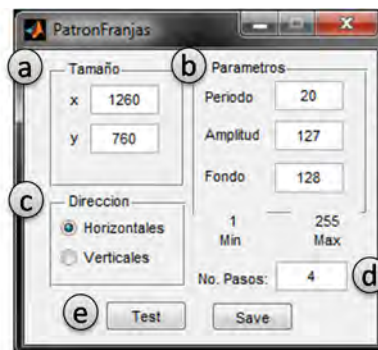 PatronFranjas
a
Tamaño
x 1260
y 760
b
Parametros
Periodo 20
Amplitud 127
Fondo 128
c
Direccion
Horizontales
Verticales
1 255
Min Max
No. Pasos: 4
d
e
Test Save